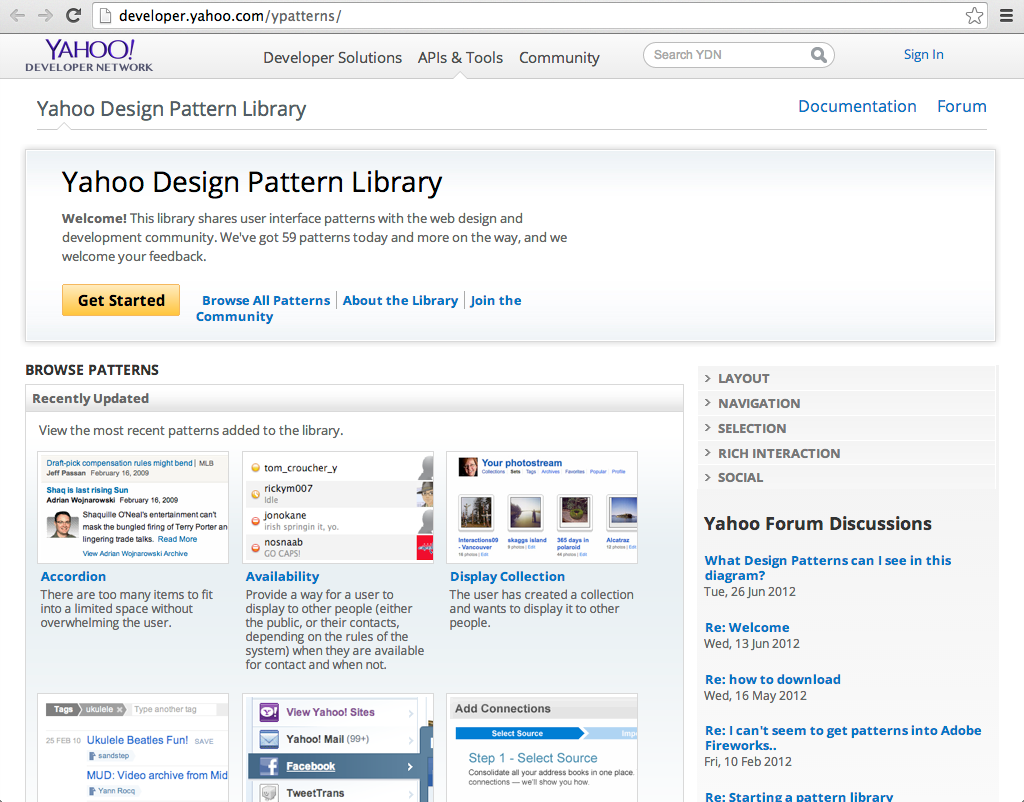 developer.yahoo.com/ypatterns/
YAHOO!
DEVELOPER NETWORK
Developer Solutions APIs & Tools Community
Search YDN
Sign In
Yahoo Design Pattern Library
Documentation Forum
Yahoo Design Pattern Library
Welcome! This library shares user interface patterns with the web design and
development community. We've got 59 patterns today and more on the way, and we
welcome your feedback.
Get Started
Browse All Patterns About the Library Join the
Community
BROWSE PATTERNS
Recently Updated
View the most recent patterns added to the library.
Draft-pick compensation rules might bend | MLB
Jeff Passan February 16, 2009
Shaq is last rising Sun
Adrian Wojnarowski February 16, 2009
Shaquille O'Neal's entertainment can't
mask the bungled firing of Terry Porter an
lingering trade talks. Read More
View Adrian Wojnarowski Archive
Accordion
There are too many items to fit
into a limited space without
overwhelming the user.
tom_croucher_y
rickym007
Idle
jonokane
irish springin it, yo.
nosnaab
GO CAPS!
Availability
Provide a way for a user to
display to other people (either
the public, or their contacts,
depending on the rules of the
system) when they are available
for contact and when not.
Your photostream
Collections Sets Tags Archives Favorites Popular Profile
Interactions09
- Vancouver
16 photos | Edit
skaggs island
9 photos | Edit
365 days in
polaroid
44 photos | Edit
Alcatraz
12 photos | Edit
Display Collection
The user has created a collection
and wants to display it to other
people.
Tags ukulele x Type another tag
25 FEB 10 Ukulele Beatles Fun! SAVE
sandstep
MUD: Video archive from Mid
Yann Rocq
View Yahoo! Sites
Yahoo! Mail (99+)
Facebook
TweetTrans
Add Connections
Select Source Impo
Step 1 - Select Source
Consolidate all your address books in one place.
connections — we'll show you how.
LAYOUT
NAVIGATION
SELECTION
RICH INTERACTION
SOCIAL
Yahoo Forum Discussions
What Design Patterns can I see in this
diagram?
Tue, 26 Jun 2012
Re: Welcome
Wed, 13 Jun 2012
Re: how to download
Wed, 16 May 2012
Re: I can't seem to get patterns into Adobe
Fireworks..
Fri, 10 Feb 2012
Re: Starting a pattern library